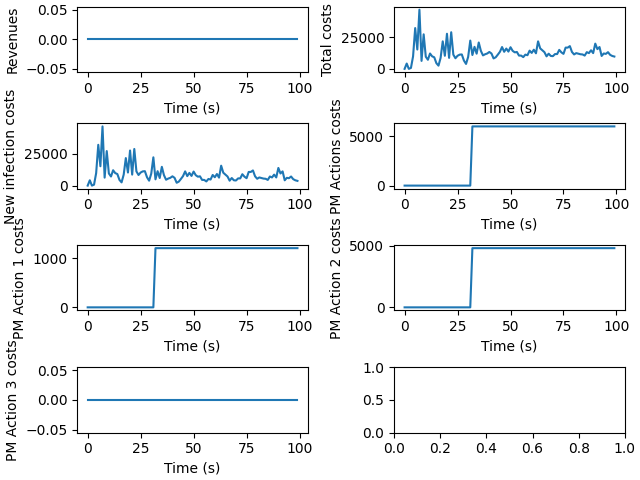 Revenues
0.05
0.00
−0.05
0 25 50 75 100
Time (s)
Total costs
25000
0
0 25 50 75 100
Time (s)
New infection costs
25000
0
0 25 50 75 100
Time (s)
PM Actions costs
5000
0
0 25 50 75 100
Time (s)
PM Action 1 costs
1000
0
0 25 50 75 100
Time (s)
PM Action 2 costs
5000
0
0 25 50 75 100
Time (s)
PM Action 3 costs
0.05
0.00
−0.05
0 25 50 75 100
Time (s)
1.0
0.5
0.0
0.0 0.2 0.4 0.6 0.8 1.0